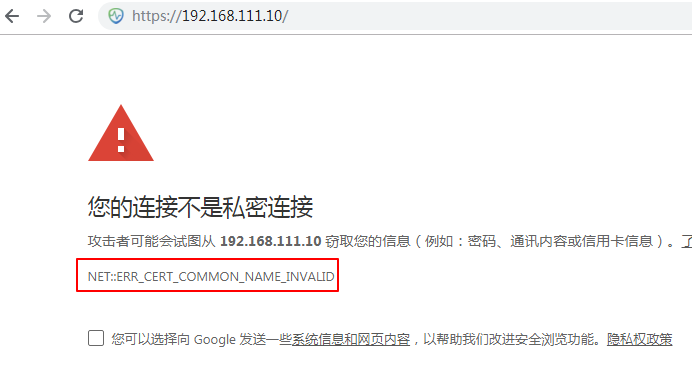 https://192.168.111.10/
您的连接不是私密连接
攻击者可能会试图从 192.168.111.10 窃取您的信息（例如：密码、通讯内容或信用卡信息）。了
NET::ERR_CERT_COMMON_NAME_INVALID
您可以选择向 Google 发送一些系统信息和网页内容，以帮助我们改进安全浏览功能。隐私权政策